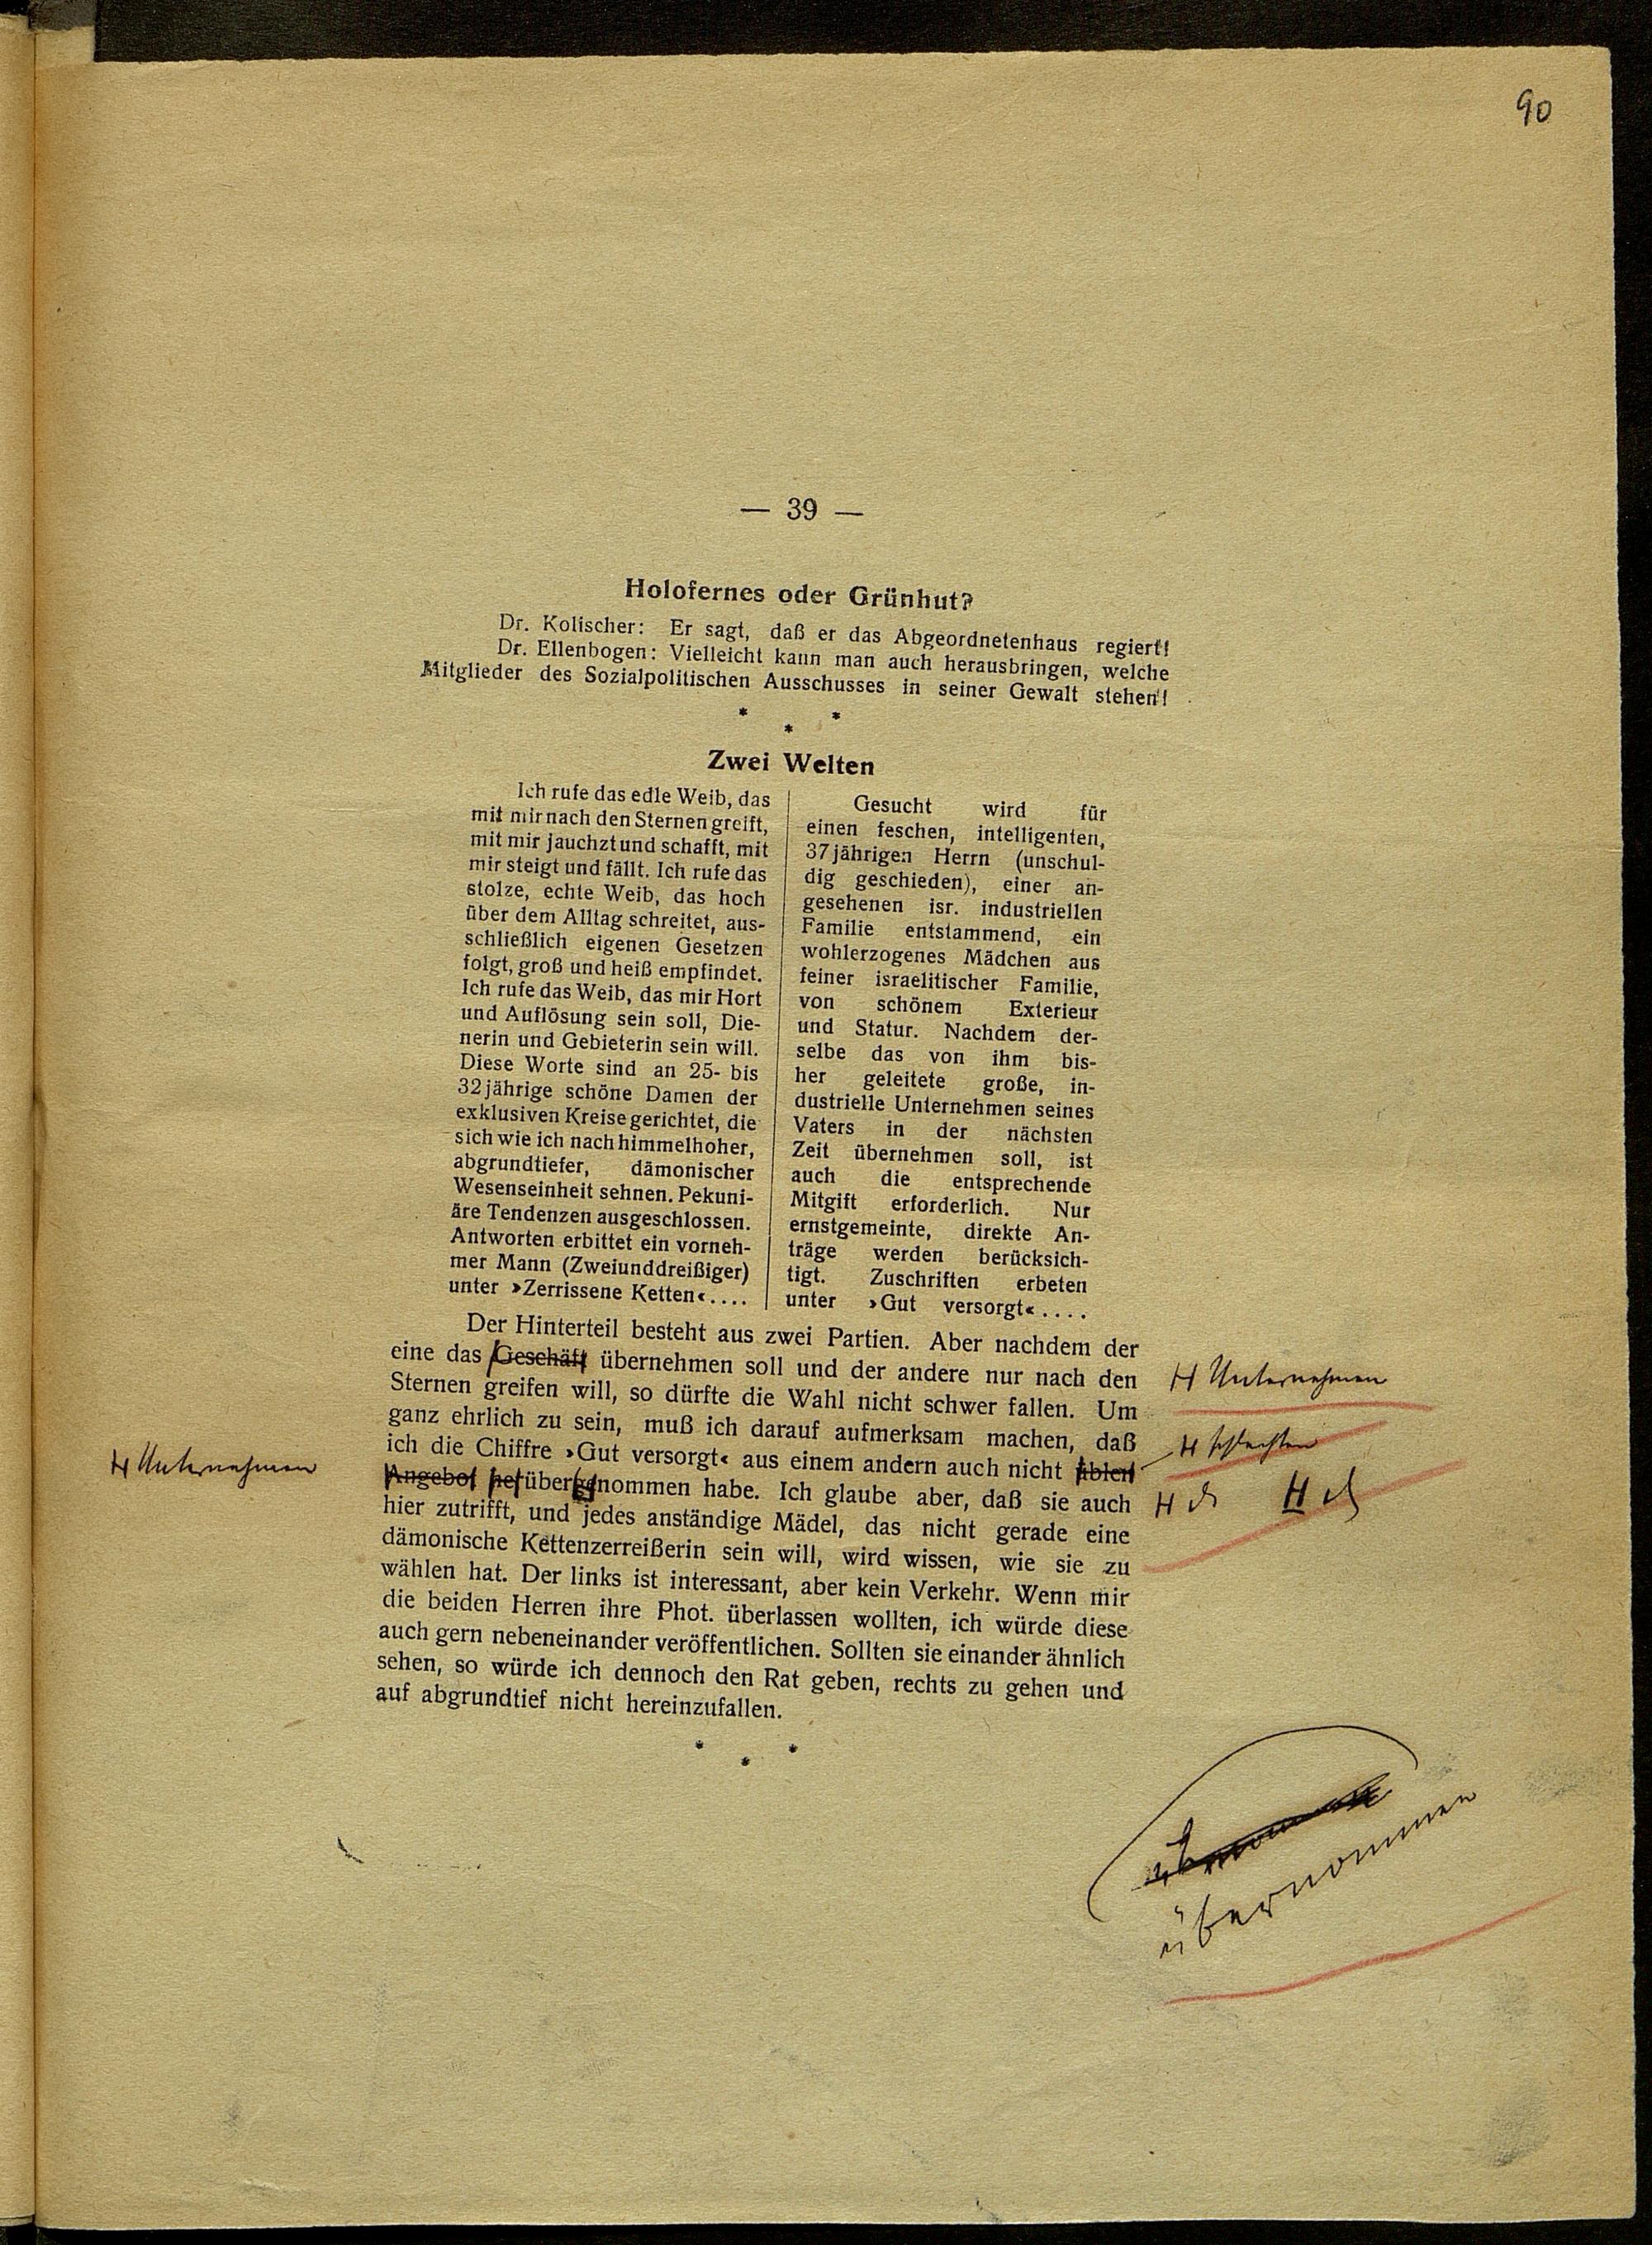 90
— 39 —
Holofernes oder Grünhut?
Dr. Kolischer: Er sagt, daß er das Abgeordnetenhaus regiert!
Dr. Ellenbogen: Vielleicht kann man auch herausbringen, welche
Mitglieder des Sozialpolitischen Ausschusses in seiner Gewalt stehen!
* * *
Zwei Welten
Ich rufe das edle Weib, das
mit mir nach den Sternen greift,
mit mir jauchzt und schafft, mit
mir steigt und fällt. Ich rufe das
stolze, echte Weib, das hoch
über dem Alltag schreitet, aus-
schließlich eigenen Gesetzen
folgt, groß und heiß empfindet.
Ich rufe das Weib, das mir Hort
und Auflösung sein soll, Die-
nerin und Gebieterin sein will.
Diese Worte sind an 25- bis
32jährige schöne Damen der
exklusiven Kreise gerichtet, die
sich wie ich nach himmelhoher,
abgrundtiefer, dämonischer
Wesenseinheit sehnen. Pekuni-
äre Tendenzen ausgeschlossen.
Antworten erbittet ein vorneh-
mer Mann (Zweiunddreißiger)
unter »Zerrissene Ketten«....
Gesucht wird für
einen feschen, intelligenten,
37jährigen Herrn (unschul-
dig geschieden), einer an-
gesehenen isr. industriellen
Familie entstammend, ein
wohlerzogenes Mädchen aus
feiner israelitischer Familie,
von schönem Exterieur
und Statur. Nachdem der-
selbe das von ihm bis-
her geleitete große, in-
dustrielle Unternehmen seines
Vaters in der nächsten
Zeit übernehmen soll, ist
auch die entsprechende
Mitgift erforderlich. Nur
ernstgemeinte, direkte An-
träge werden berücksich-
tigt. Zuschriften erbeten
unter »Gut versorgt«....
Der Hinterteil besteht aus zwei Partien. Aber nachdem der
eine das Geschäft übernehmen soll und der andere nur nach den
Unternehmen
Sternen greifen will, so dürfte die Wahl nicht schwer fallen. Um
ganz ehrlich zu sein, muß ich darauf aufmerksam machen, daß
ich die Chiffre »Gut versorgt« aus einem andern auch nicht üblen
schlechten
Unternehmen
Angebot herübergenommen habe. Ich glaube aber, daß sie auch
hier zutrifft, und jedes anständige Mädel, das nicht gerade eine
dämonische Kettenzerreißerin sein will, wird wissen, wie sie zu
wählen hat. Der links ist interessant, aber kein Verkehr. Wenn mir
die beiden Herren ihre Phot. überlassen wollten, ich würde diese
auch gern nebeneinander veröffentlichen. Sollten sie einander ähnlich
sehen, so würde ich dennoch den Rat geben, rechts zu gehen und
auf abgrundtief nicht hereinzufallen.
* * *
übernommen